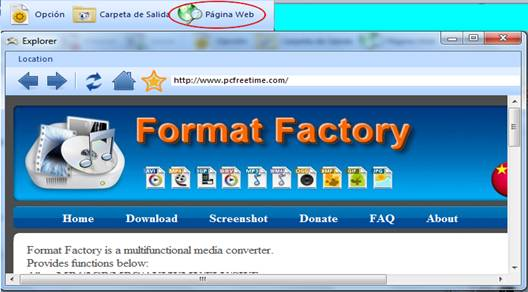 Opción Carpeta de Salida Página Web
Explorer
Location
http://www.pcfreetime.com/
Format Factory
Home Download Screenshot Donate FAQ About
Format Factory is a multifunctional media converter.
Provides functions below: